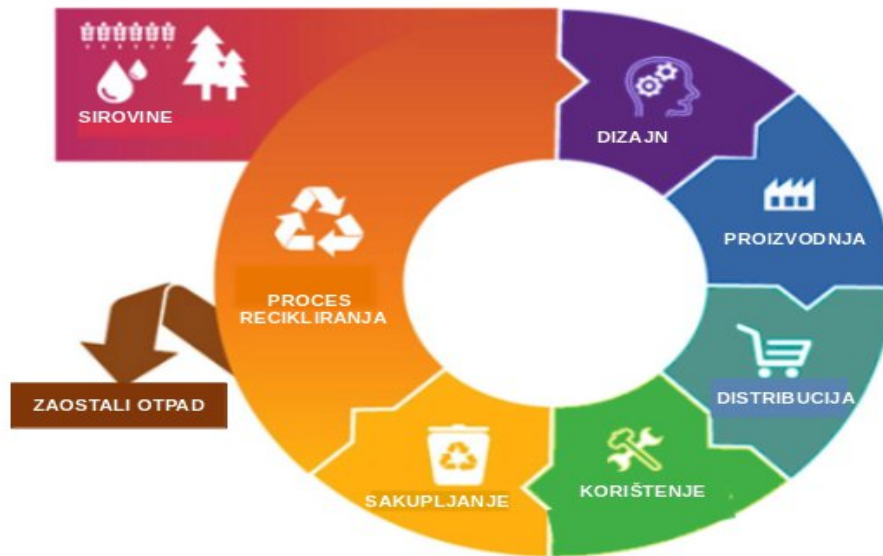 SIROVINE
DIZAJN
PROIZVODNJA
DISTRIBUCIJA
KORIŠTENJE
SAKUPLJANJE
PROCES
RECIKLIRANJA
ZAOSTALI OTPAD